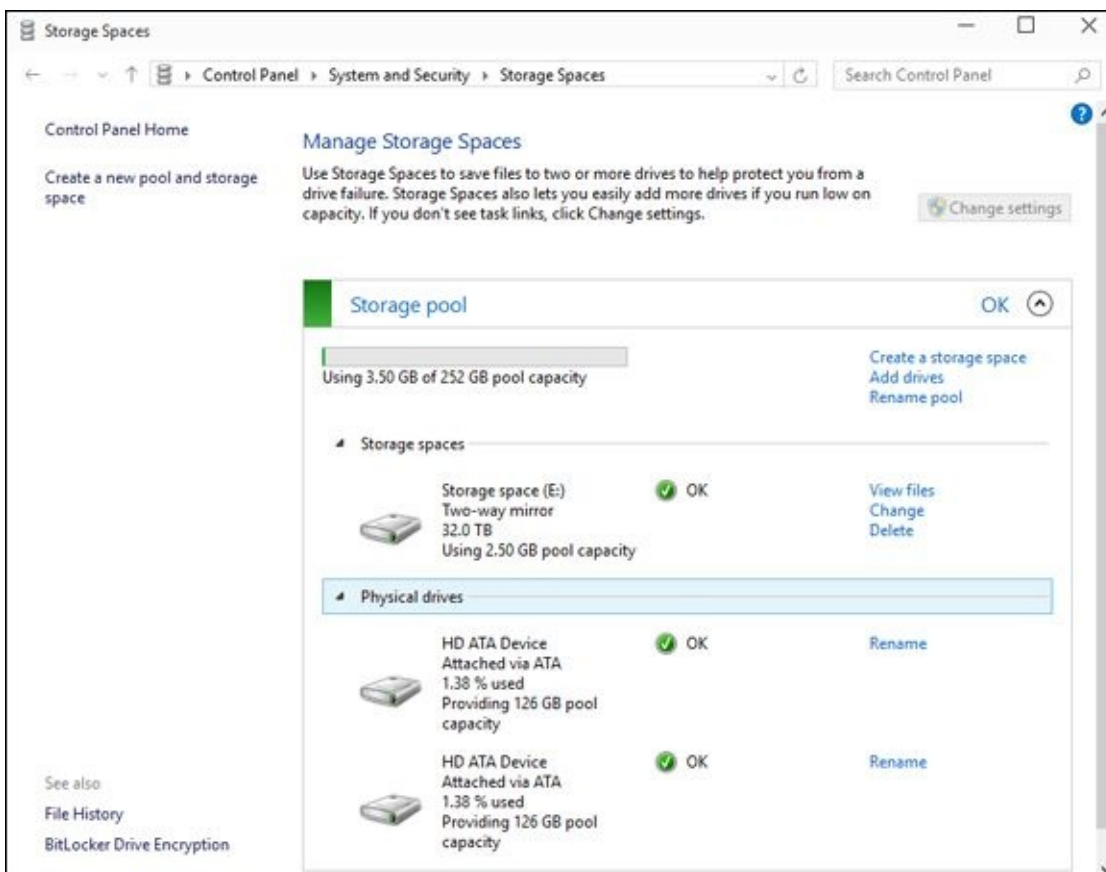 Storage Spaces
Control Panel Home
Create a new pool and storage
space
See also
File History
BitLocker Drive Encryption
Control Panel System and Security Storage Spaces
Search Control Panel
?
Manage Storage Spaces
Use Storage Spaces to save files to two or more drives to help protect you from a
drive failure. Storage Spaces also lets you easily add more drives if you run low on
capacity. If you don't see task links, click Change settings.
Change settings
Storage pool
OK
Using 3.50 GB of 252 GB pool capacity
Create a storage space
Add drives
Rename pool
Storage spaces
Storage space (E:)
Two-way mirror
32.0 TB
Using 2.50 GB pool capacity
OK
View files
Change
Delete
Physical drives
HD ATA Device
Attached via ATA
1.38 % used
Providing 126 GB pool
capacity
OK
Rename
HD ATA Device
Attached via ATA
1.38 % used
Providing 126 GB pool
capacity
OK
Rename